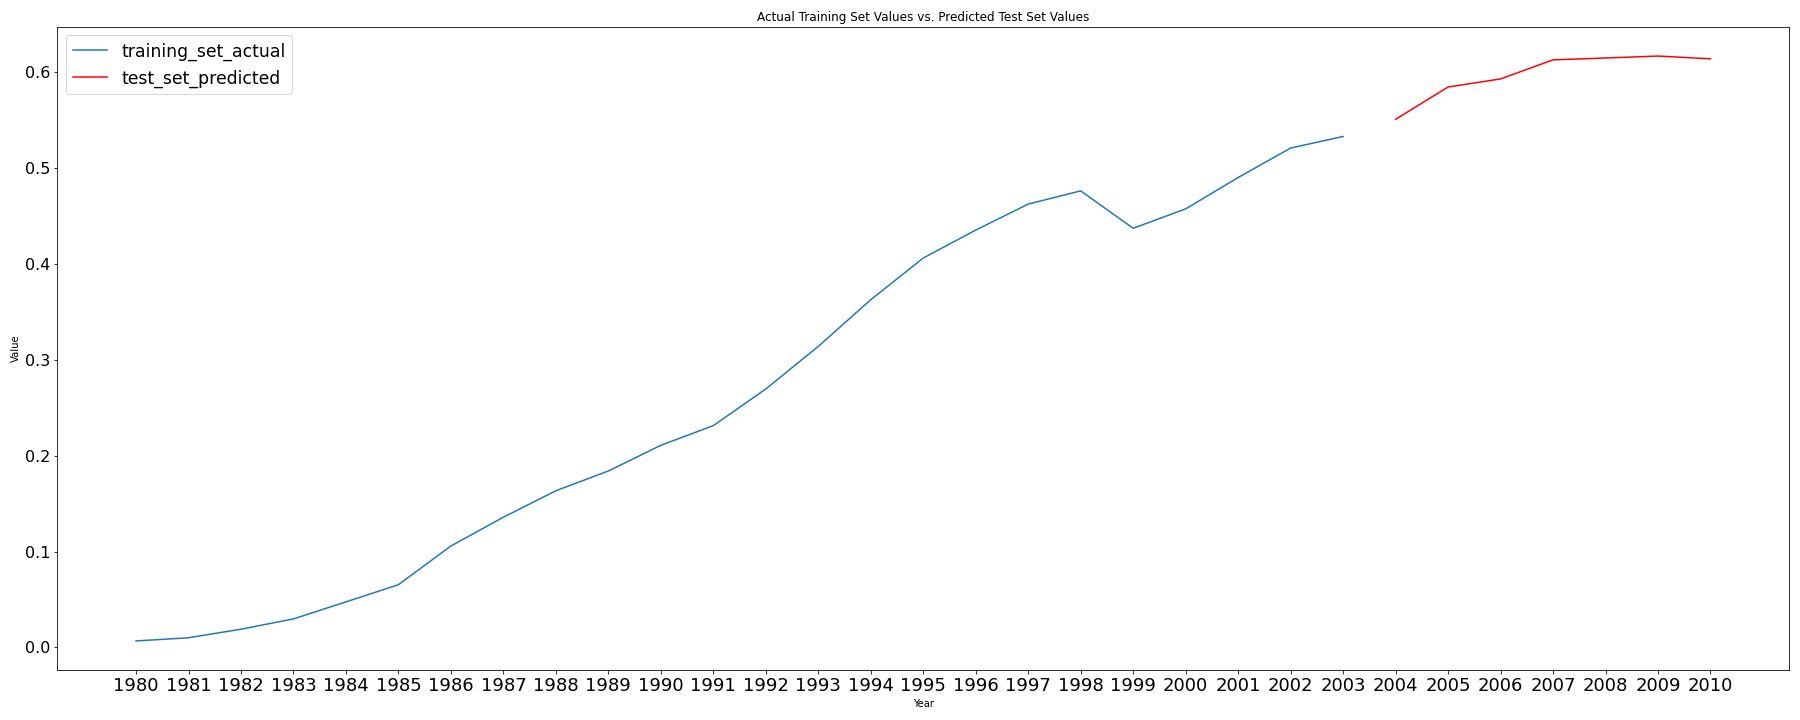 Actual Training Set Values vs. Predicted Test Set Values
training_set_actual
test_set_predicted
0.6
0.5
0.4
0.3
0.2
0.1
0.0
Value
1980 1981 1982 1983 1984 1985 1986 1987 1988 1989 1990 1991 1992 1993 1994 1995 1996 1997 1998 1999 2000 2001 2002 2003 2004 2005 2006 2007 2008 2009 2010
Year